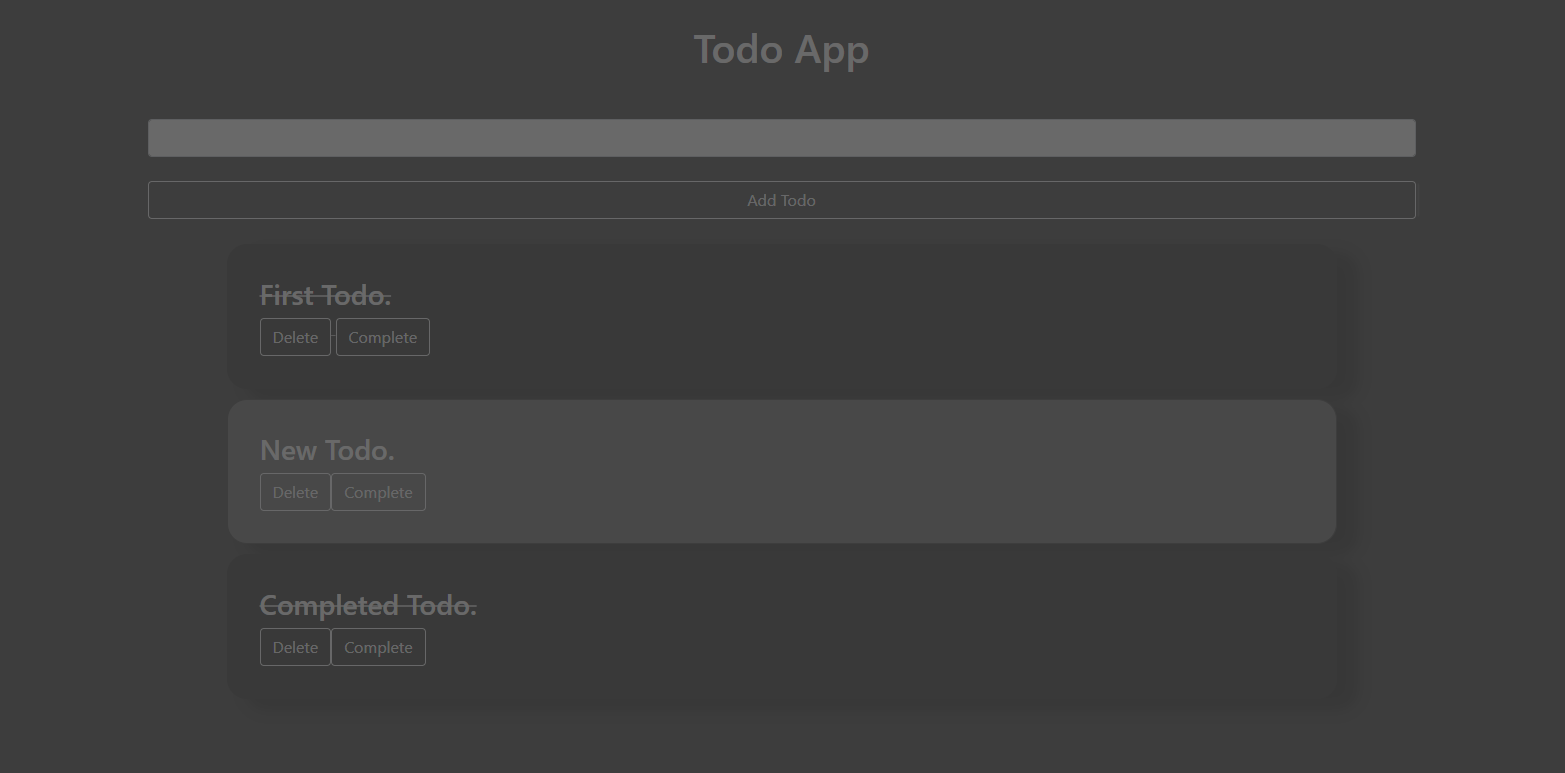 Todo App
Add Todo
First Todo.
Delete Complete
New Todo.
Delete Complete
Completed Todo.
Delete Complete